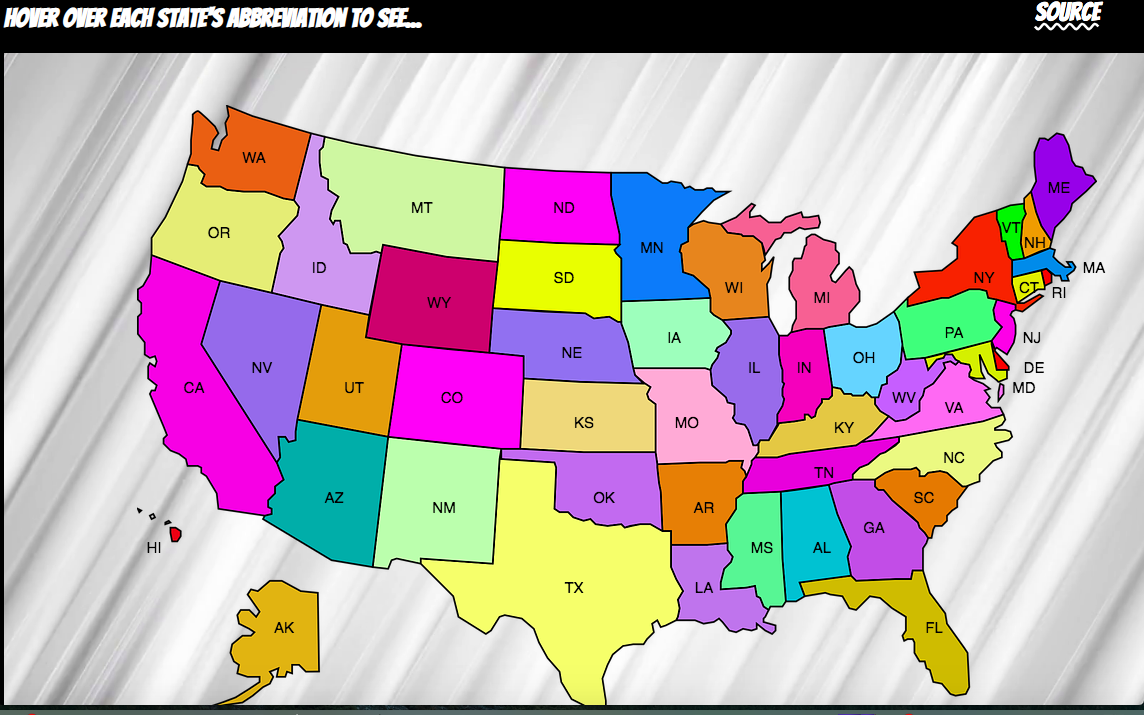 HOVER OVER EACH STATE'S ABBREVIATION TO SEE...
SOURCE
WA
MT
ND
MN
ME
OR
ID
SD
WI
MI
NY
VT
NH
MA
CT
RI
WY
NV
UT
CO
NE
IA
IL
IN
OH
PA
NJ
DE
MD
CA
KS
MO
KY
WV
VA
AZ
NM
OK
AR
TN
NC
SC
HI
TX
MS
AL
GA
LA
AK
FL